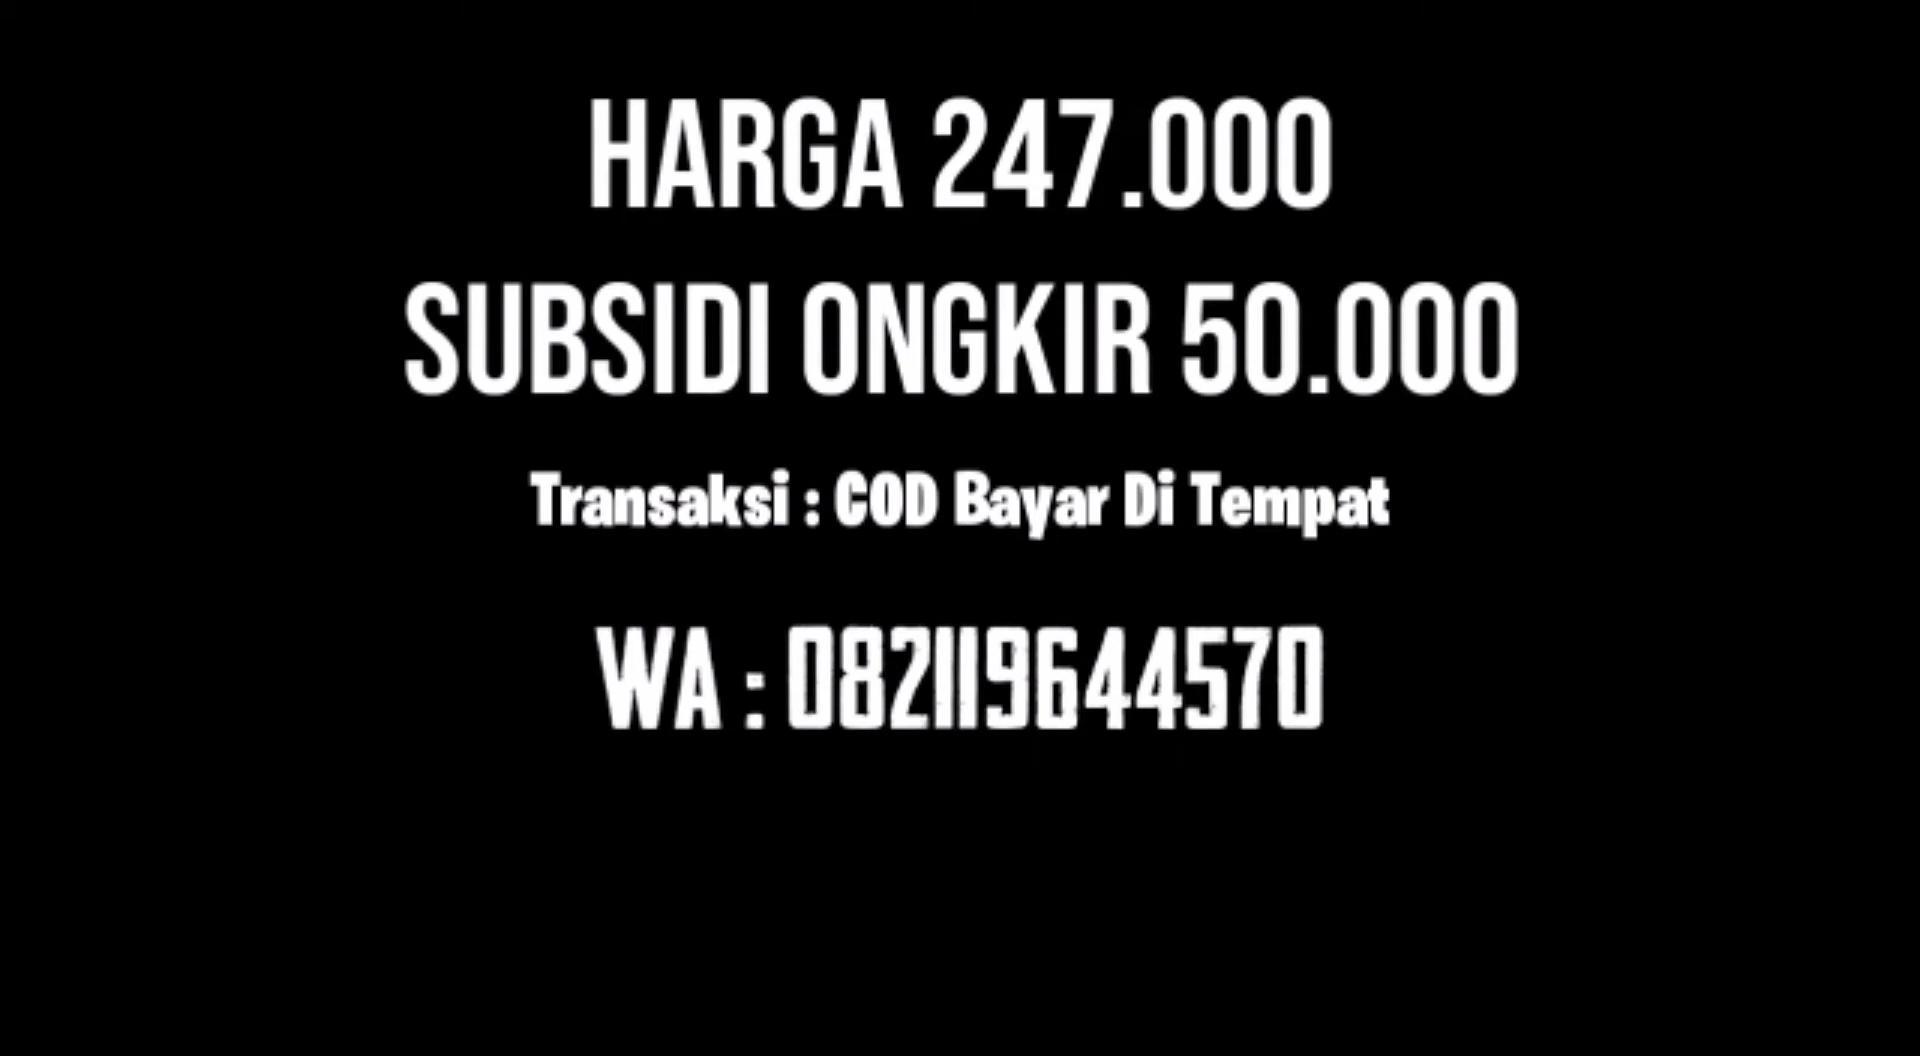 HARGA 247.000
SUBSIDI ONGKIR 50.000
Transaksi : COD Bayar Di Tempat
WA : 082119644570